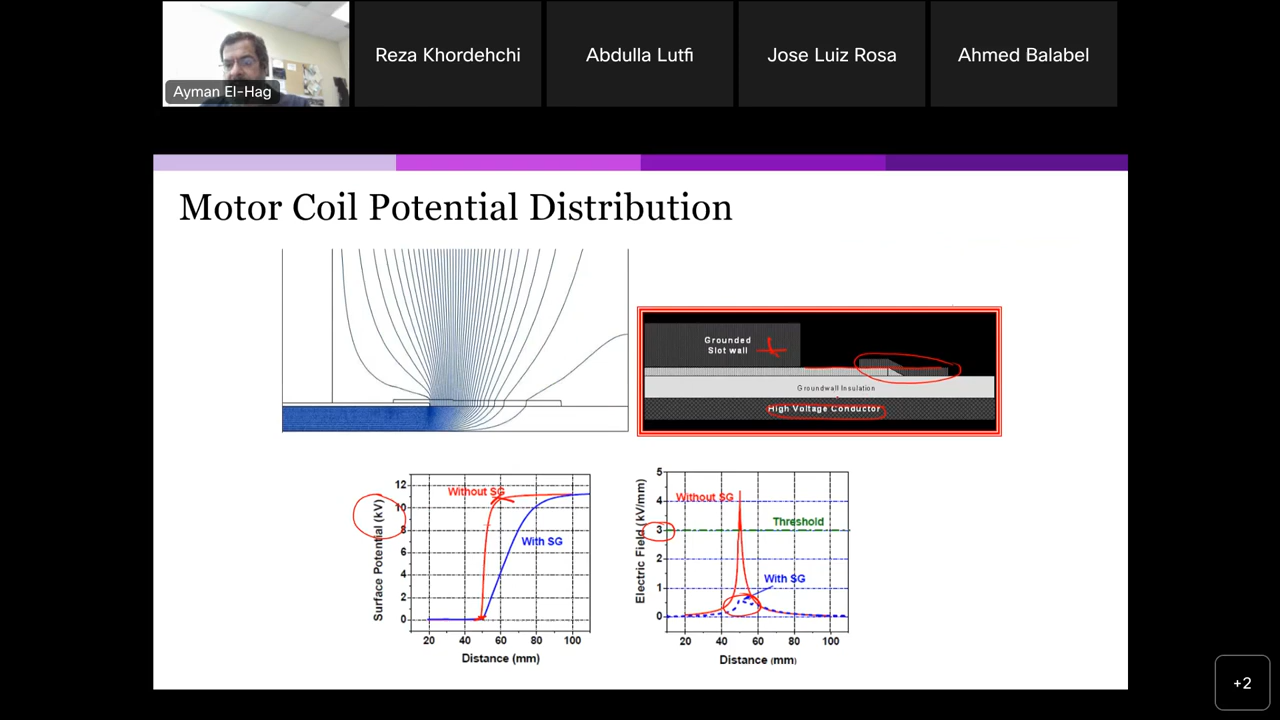 Reza Khordehchi
Abdulla Lutfi
Jose Luiz Rosa
Ahmed Balabel
Ayman El-Hag
Motor Coil Potential Distribution
Grounded
Slot wall
Groundwall Insulation
High Voltage Conductor
Surface Potential (kV)
12
10
8
6
4
2
0
Without SG
With SG
20
40
60
80
100
Distance (mm)
Electric Field (kV/mm)
5
4
3
2
1
0
Without SG
Threshold
With SG
20
40
60
80
100
Distance (mm)
+2